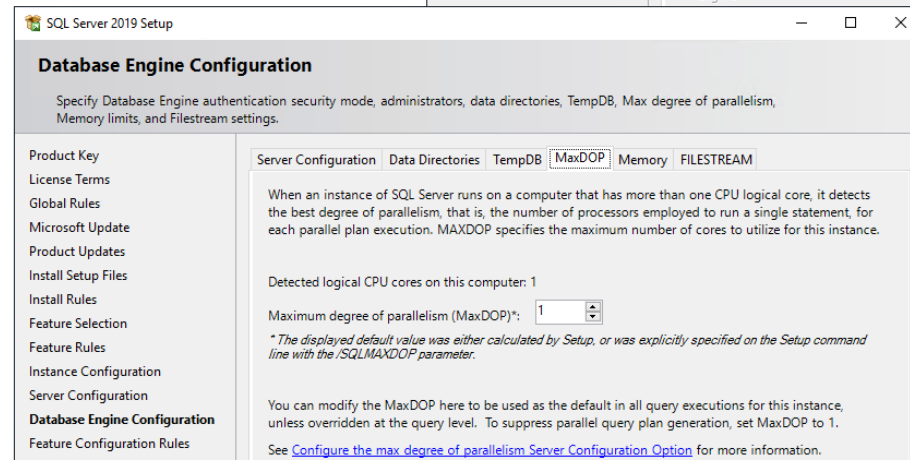 SQL Server 2019 Setup
Database Engine Configuration
Specify Database Engine authentication security mode, administrators, data directories, TempDB, Max degree of parallelism,
Memory limits, and Filestream settings.
Product Key
License Terms
Global Rules
Microsoft Update
Product Updates
Install Setup Files
Install Rules
Feature Selection
Feature Rules
Instance Configuration
Server Configuration
Database Engine Configuration
Feature Configuration Rules
Server Configuration Data Directories TempDB MaxDOP Memory FILESTREAM
When an instance of SQL Server runs on a computer that has more than one CPU logical core, it detects
the best degree of parallelism, that is, the number of processors employed to run a single statement, for
each parallel plan execution. MAXDOP specifies the maximum number of cores to utilize for this instance.
Detected logical CPU cores on this computer: 1
Maximum degree of parallelism (MaxDOP)*: 1
* The displayed default value was either calculated by Setup, or was explicitly specified on the Setup command
line with the /SQLMAXDOP parameter.
You can modify the MaxDOP here to be used as the default in all query executions for this instance,
unless overridden at the query level. To suppress parallel query plan generation, set MaxDOP to 1.
See Configure the max degree of parallelism Server Configuration Option for more information.